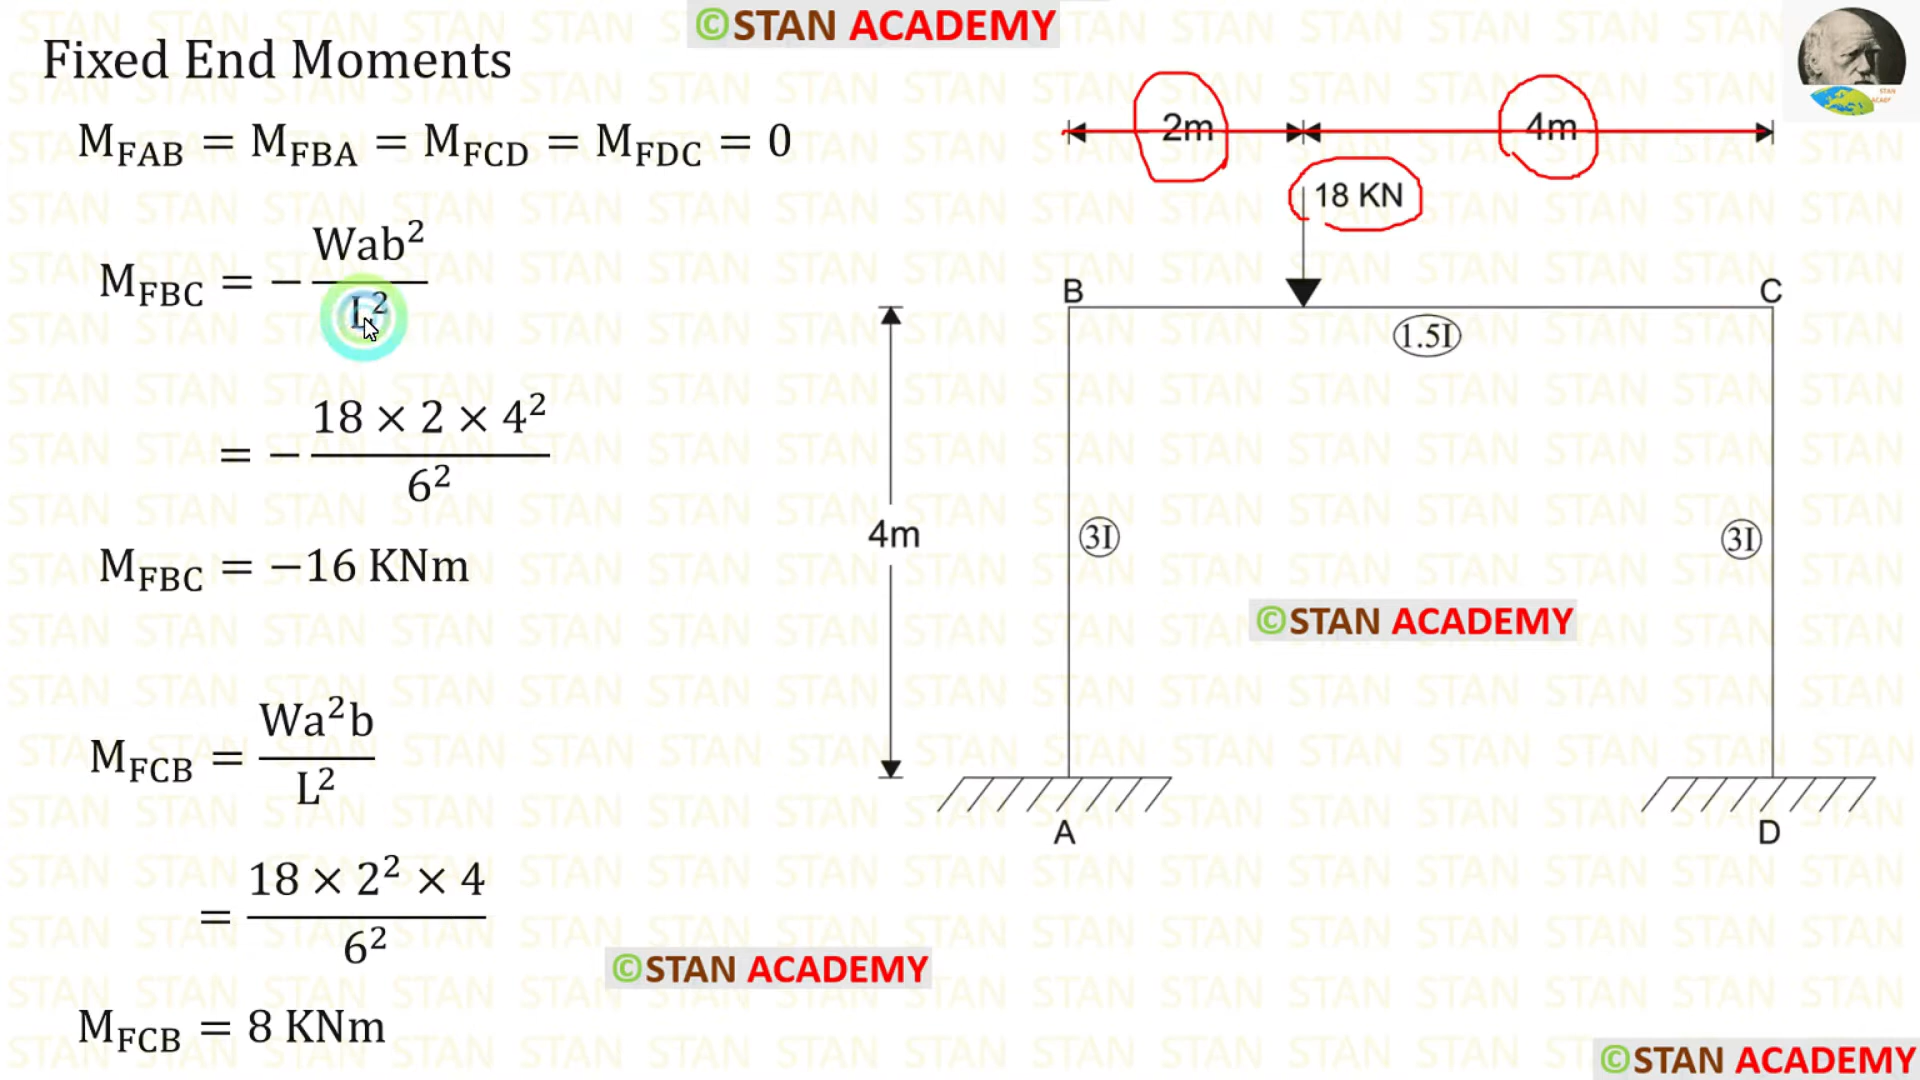 ©STAN ACADEMY
Fixed End Moments
M_FAB = M_FBA = M_FCD = M_FDC = 0
M_FBC = − Wab² / L²
= − 18 × 2 × 4² / 6²
M_FBC = −16 KNm
M_FCB = Wa²b / L²
= 18 × 2² × 4 / 6²
M_FCB = 8 KNm
2m 4m
18 KN
B C
1.5I
4m 3I 3I
©STAN ACADEMY
A D
©STAN ACADEMY
©STAN ACADEMY